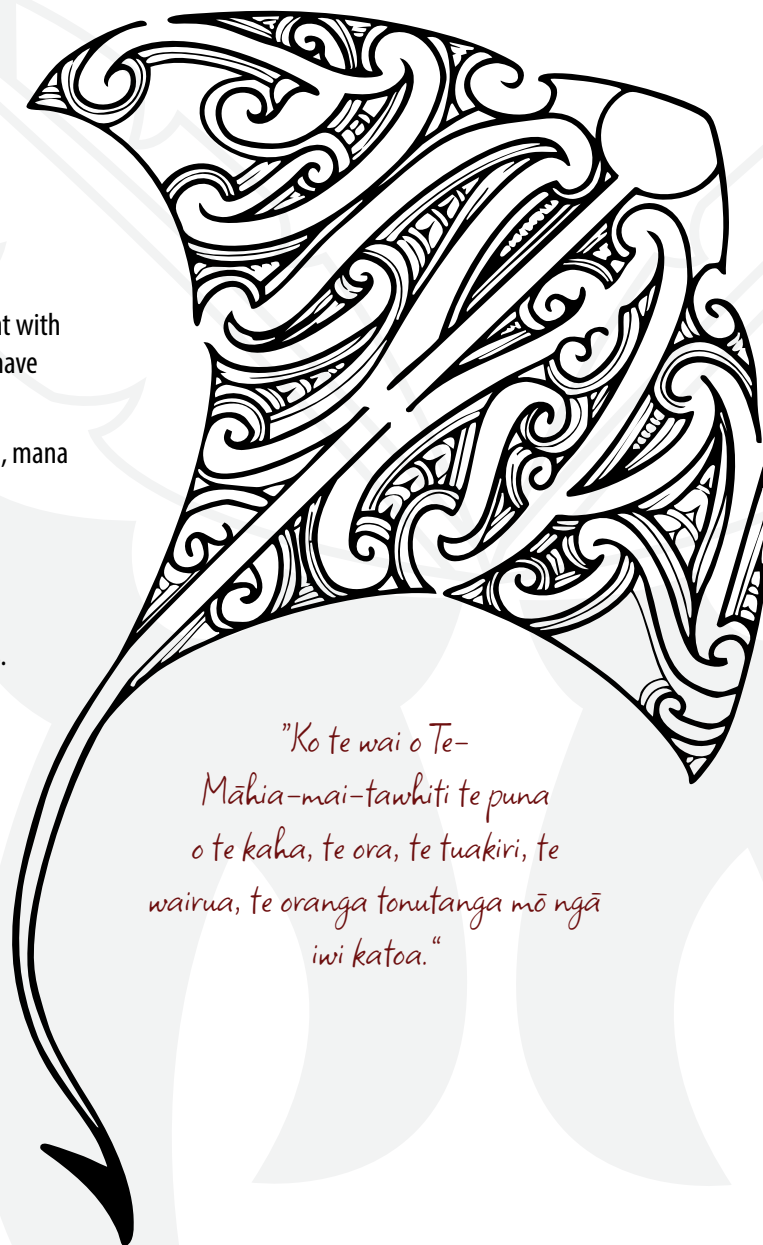 t with
have
, mana
.
"Ko te wai o Te-
Māhia-mai-tawhiti te puna
o te kaha, te ora, te tuakiri, te
wairua, te oranga tonutanga mō ngā
iwi katoa."